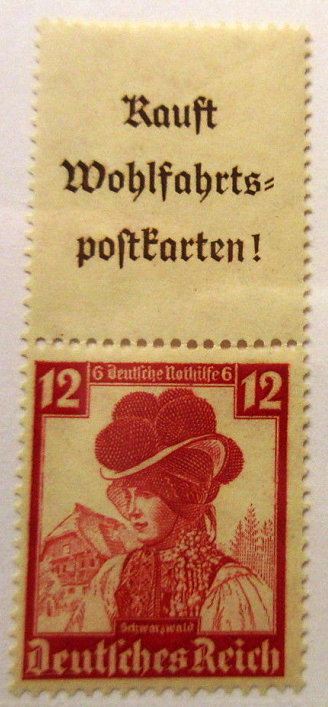 Kauft
Wohlfahrts-
postkarten!
12 6 Deutsche Nothilfe 6 12
Schwarzwald
Deutsches Reich